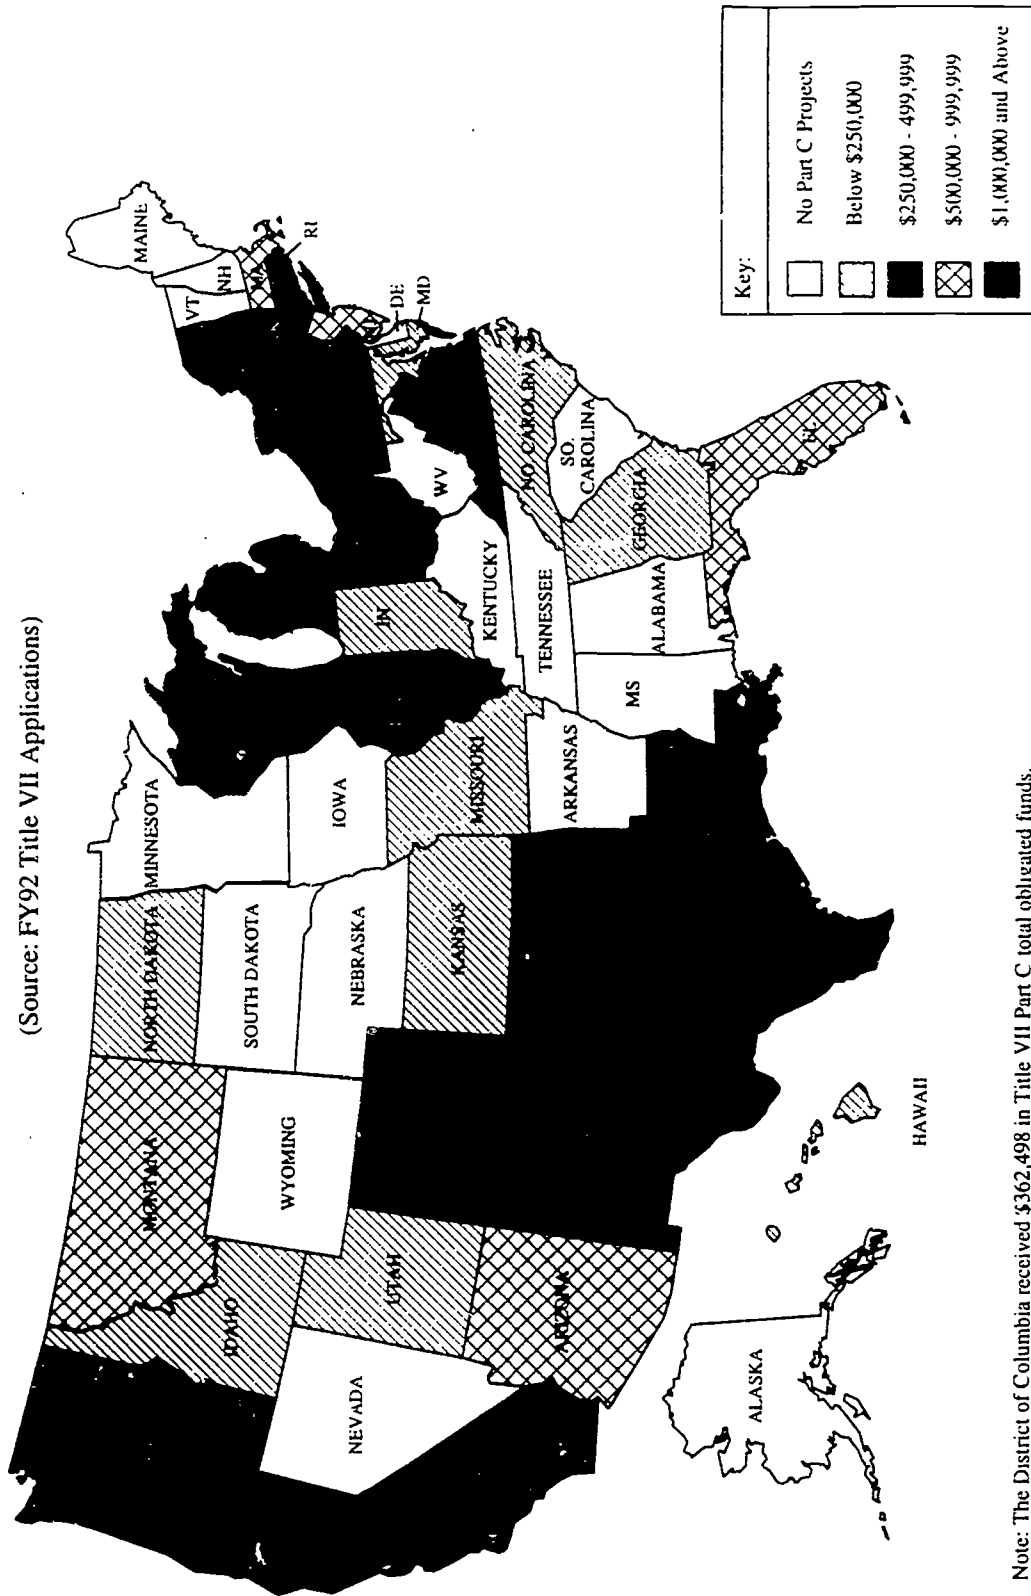 (Source: FY92 Title VII Applications)
MAINE
VT
NH
MA
RI
DE
MD
MONTANA
NORTH DAKOTA
MINNESOTA
IDAHO
WYOMING
SOUTH DAKOTA
IOWA
NEBRASKA
NEVADA
UTAH
KANSAS
MISSOURI
IN
WV
KENTUCKY
NO. CAROLINA
TENNESSEE
SO.
CAROLINA
ARIZONA
ARKANSAS
MS
ALABAMA
GEORGIA
FL
ALASKA
HAWAII
Key:
No Part C Projects
Below $250,000
$250,000 - 499,999
$500,000 - 999,999
$1,000,000 and Above
Note: The District of Columbia received $362,498 in Title VII Part C total obligated funds.